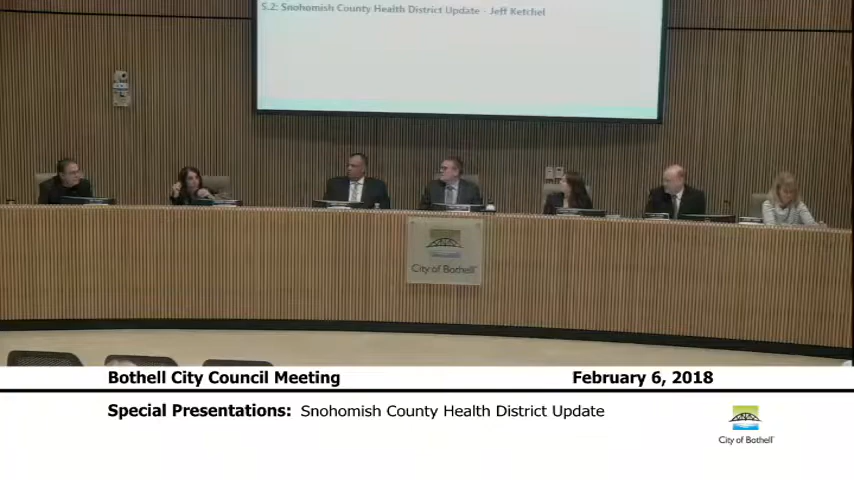 5.2: Snohomish County Health District Update - Jeff Ketchel
City of Bothell
Bothell City Council Meeting
February 6, 2018
Special Presentations: Snohomish County Health District Update
City of Bothell